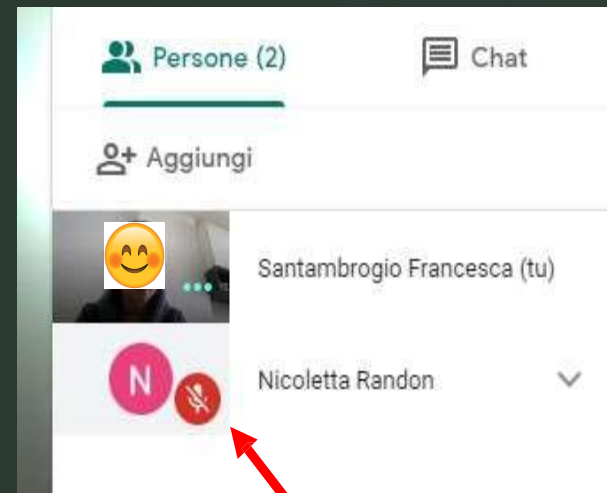 Persone (2)
Chat
Aggiungi
Santambrogio Francesca (tu)
N
Nicoletta Randon